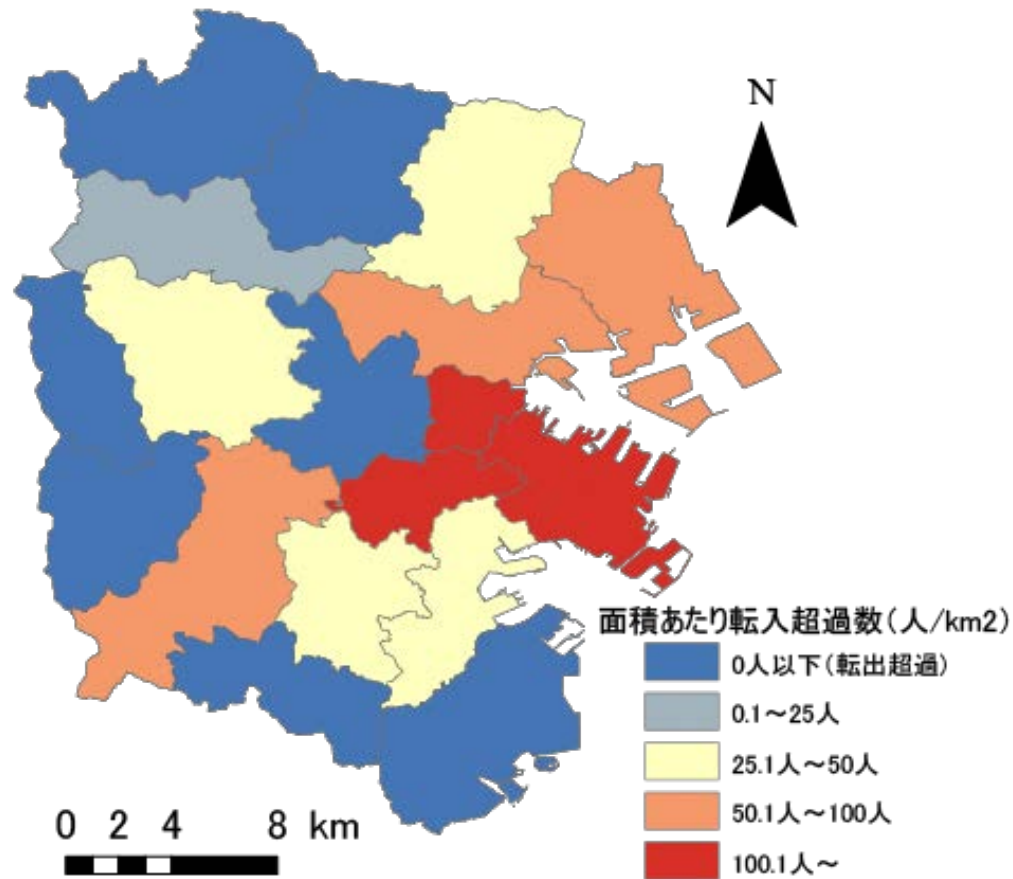 N
面積あたり転入超過数(人/km2)
0人以下(転出超過)
0.1～25人
25.1人～50人
50.1人～100人
100.1人～
0 2 4 8 km